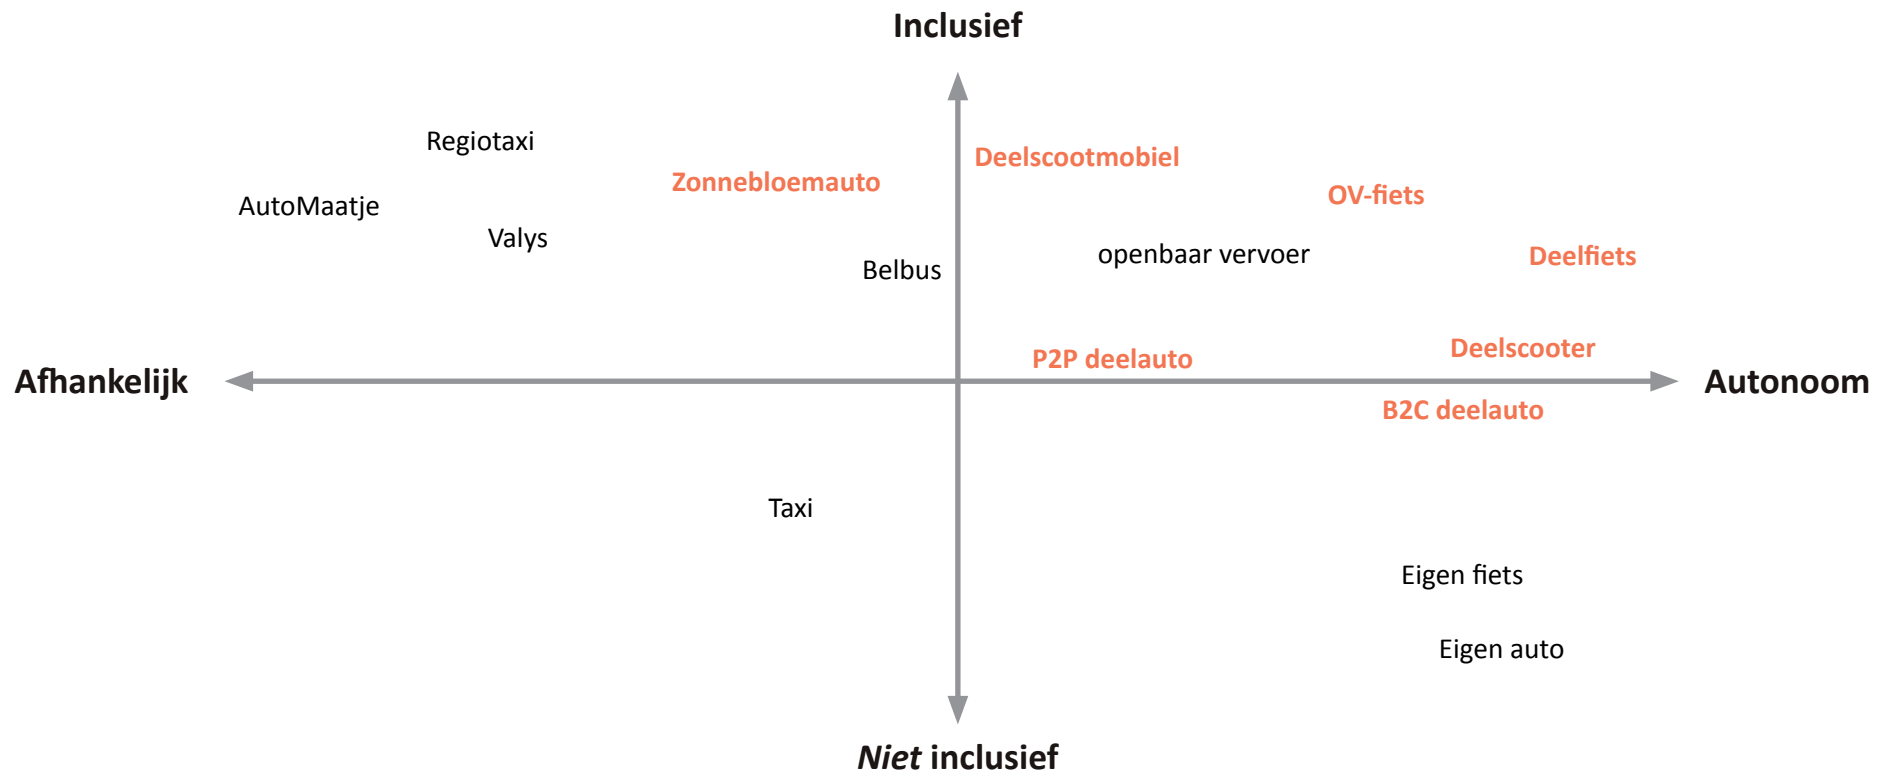 Inclusief
Regiotaxi
Deelscootmobiel
Zonnebloemauto
OV-fiets
AutoMaatje
Valys
openbaar vervoer
Deelfiets
Belbus
Deelscooter
P2P deelauto
Afhankelijk
Autonoom
B2C deelauto
Taxi
Eigen fiets
Eigen auto
Niet inclusief